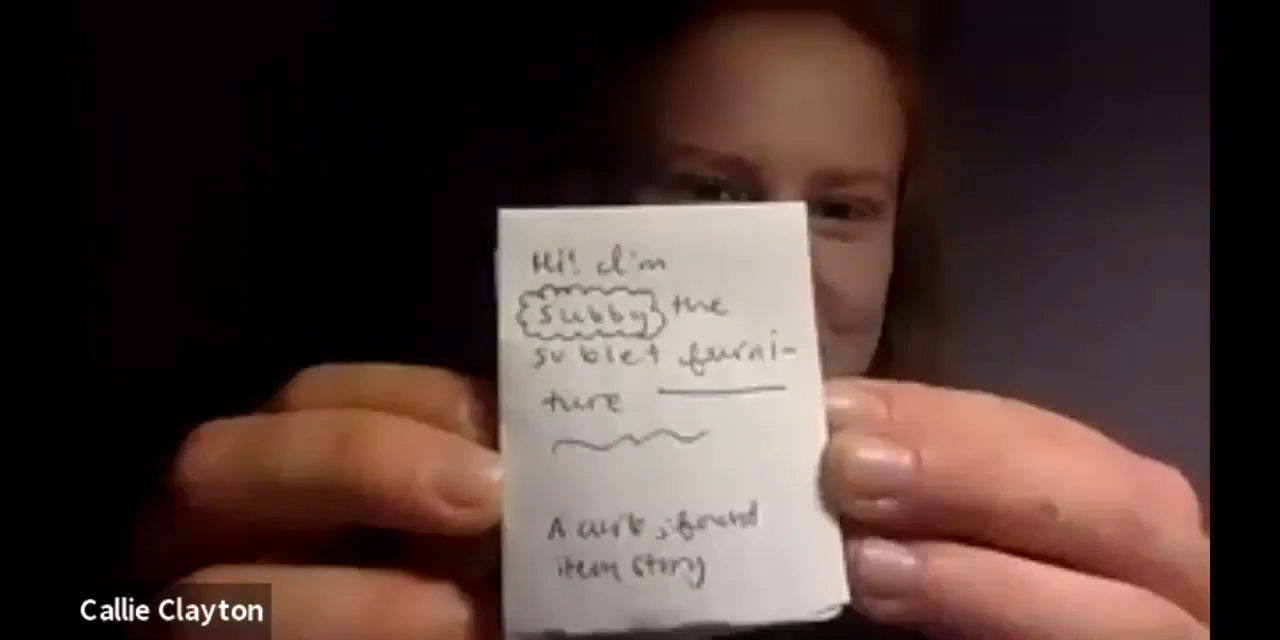 Hi! I'm
Subby the
sublet furni-
ture
A curb, found
item story
Callie Clayton